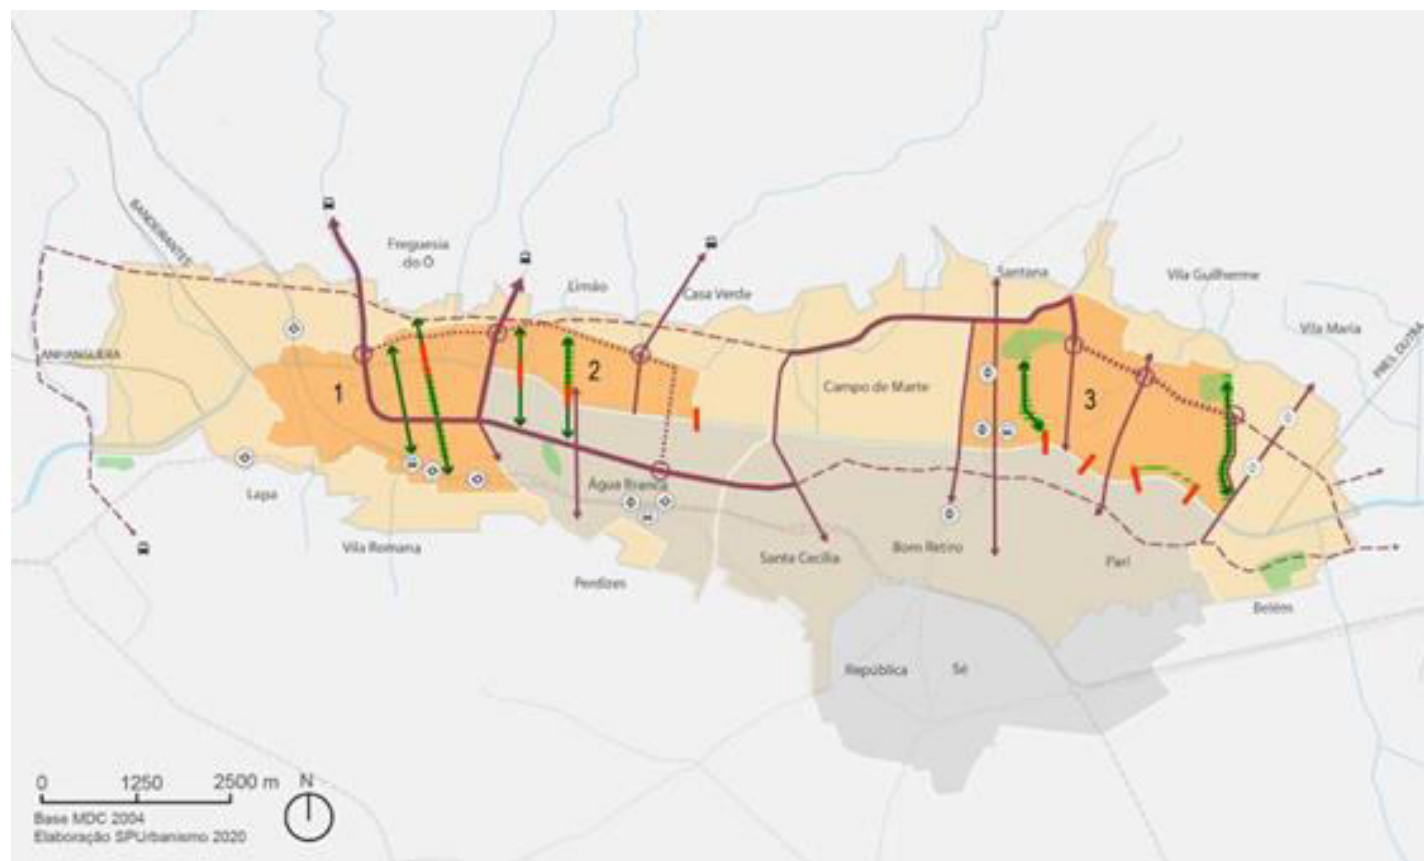 BANDEIRANTES
Freguesia
do Ó
Limão
Casa Verde
Santana
Vila Guilherme
Vila Maria
PRES. DUTRA
ANHANGUERA
1
2
3
Campo de Marte
Lapa
Água Branca
Vila Romana
Perdizes
Santa Cecília
Bom Retiro
Pari
Belém
República
Sé
0 1250 2500 m
N
Base MDC 2004
Elaboração SPUrbanismo 2020